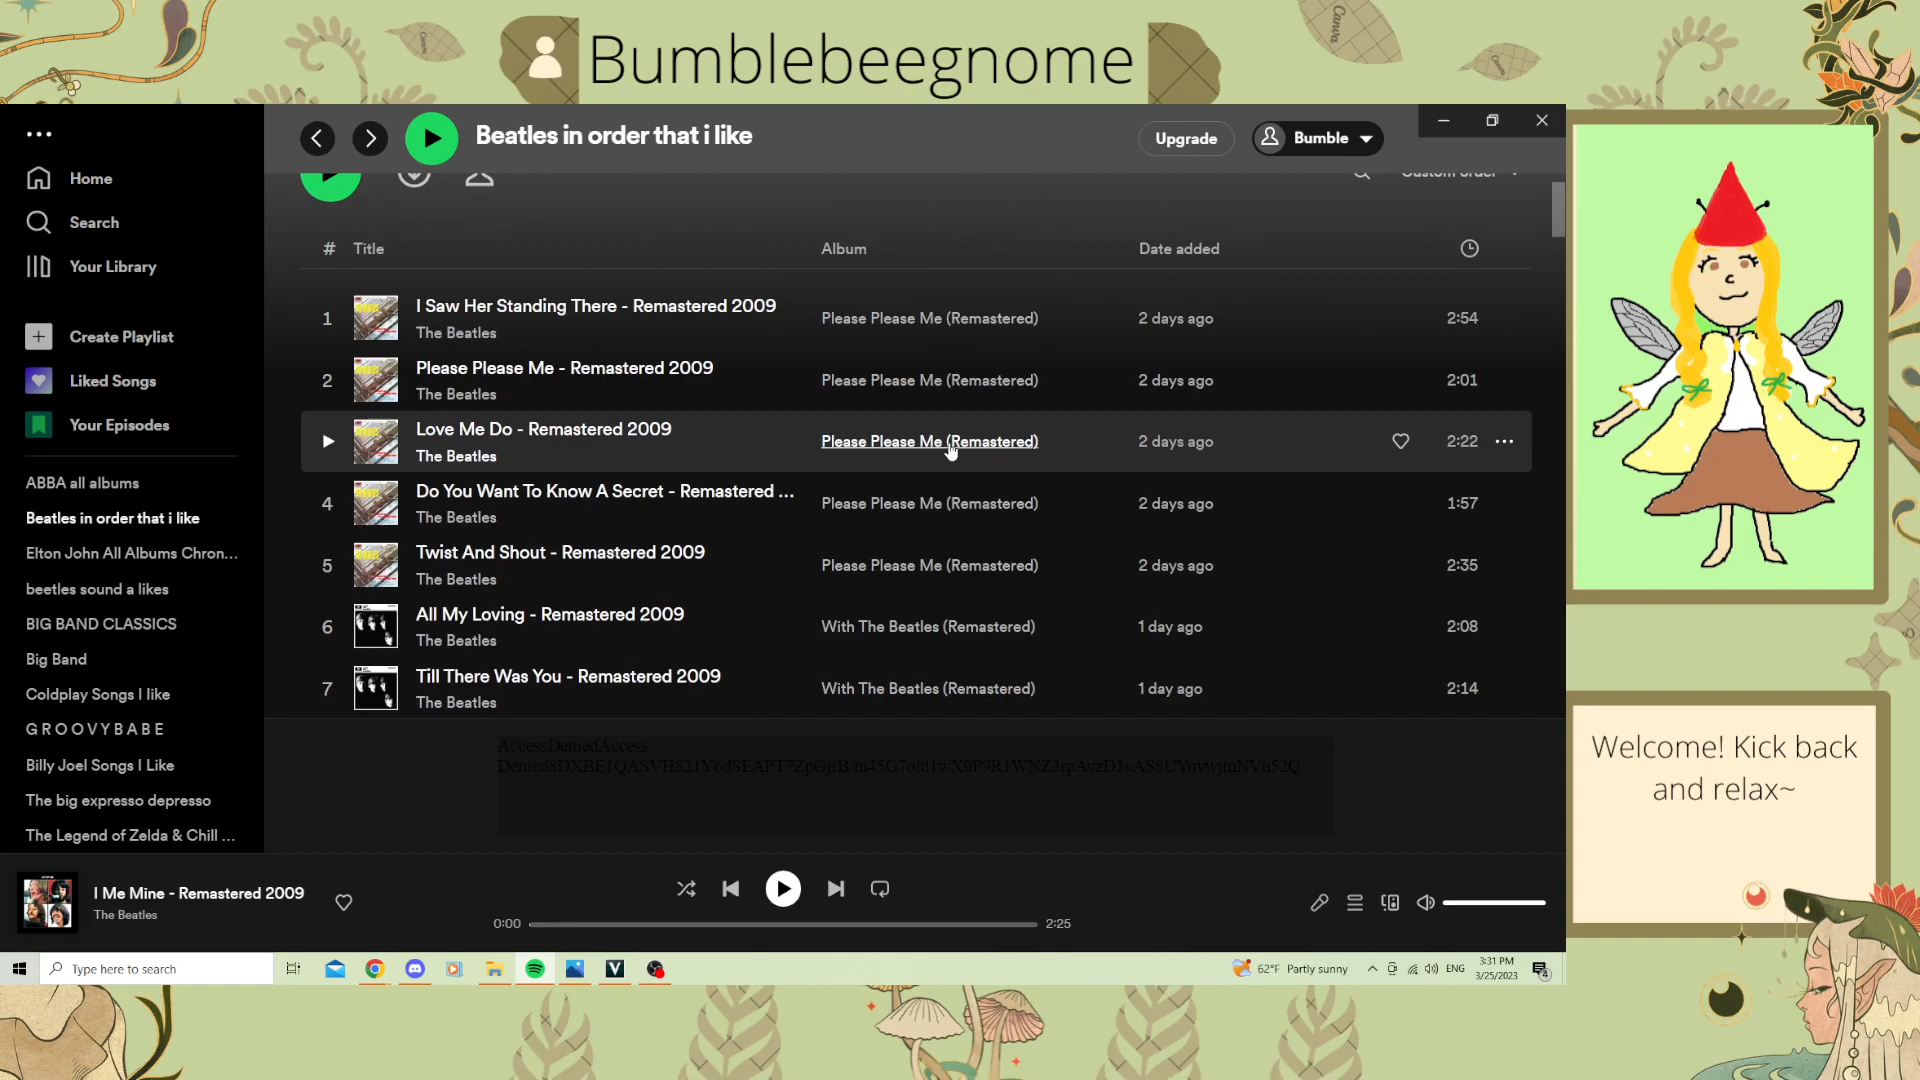 Bumblebeegnome
Canva
Canva
Beatles in order that i like
Upgrade
Bumble
Home
Search
Your Library
Create Playlist
Liked Songs
Your Episodes
ABBA all albums
Beatles in order that i like
Elton John All Albums Chron...
beetles sound a likes
BIG BAND CLASSICS
Big Band
Coldplay Songs I like
G R O O V Y B A B E
Billy Joel Songs I Like
The big expresso depresso
The Legend of Zelda & Chill ...
Custom order
# Title Album Date added
1 I Saw Her Standing There - Remastered 2009 Please Please Me (Remastered) 2 days ago 2:54
The Beatles
2 Please Please Me - Remastered 2009 Please Please Me (Remastered) 2 days ago 2:01
The Beatles
Love Me Do - Remastered 2009 Please Please Me (Remastered) 2 days ago 2:22
The Beatles
4 Do You Want To Know A Secret - Remastered ... Please Please Me (Remastered) 2 days ago 1:57
The Beatles
5 Twist And Shout - Remastered 2009 Please Please Me (Remastered) 2 days ago 2:35
The Beatles
6 All My Loving - Remastered 2009 With The Beatles (Remastered) 1 day ago 2:08
The Beatles
7 Till There Was You - Remastered 2009 With The Beatles (Remastered) 1 day ago 2:14
The Beatles
AccessDeniedAccess
I Me Mine - Remastered 2009
The Beatles
0:00 2:25
Welcome! Kick back
and relax~
Type here to search
62°F Partly sunny
ENG
3:31 PM
3/25/2023
4